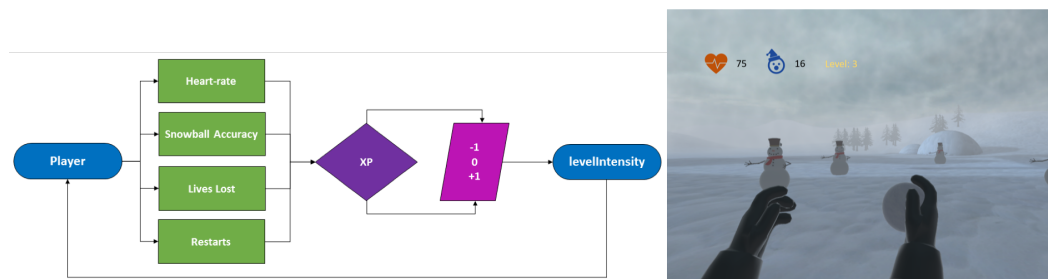 Player
Heart-rate
Snowball Accuracy
Lives Lost
Restarts
XP
-1
0
+1
levelIntensity
75
16
Level: 3